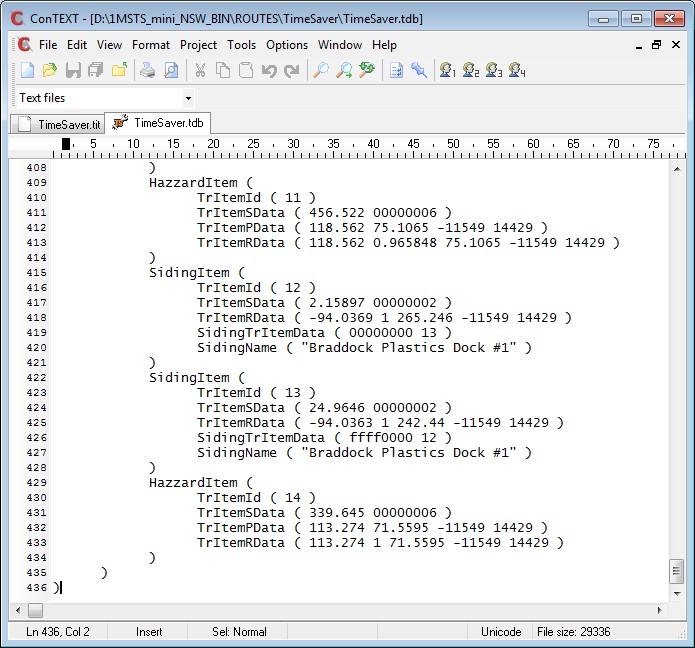 ConTEXT - [D:\1MSTS_mini_NSW_BIN\ROUTES\TimeSaver\TimeSaver.tdb]
File Edit View Format Project Tools Options Window Help
1 2 3 4
Text files
TimeSaver.tit TimeSaver.tdb
5 10 15 20 25 30 35 40 45 50 55 60 65 70 75
408 )
409 HazzardItem (
410 TrItemId ( 11 )
411 TrItemSData ( 456.522 00000006 )
412 TrItemPData ( 118.562 75.1065 -11549 14429 )
413 TrItemRData ( 118.562 0.965848 75.1065 -11549 14429 )
414 )
415 SidingItem (
416 TrItemId ( 12 )
417 TrItemSData ( 2.15897 00000002 )
418 TrItemRData ( -94.0369 1 265.246 -11549 14429 )
419 SidingTrItemData ( 00000000 13 )
420 SidingName ( "Braddock Plastics Dock #1" )
421 )
422 SidingItem (
423 TrItemId ( 13 )
424 TrItemSData ( 24.9646 00000002 )
425 TrItemRData ( -94.0363 1 242.44 -11549 14429 )
426 SidingTrItemData ( ffff0000 12 )
427 SidingName ( "Braddock Plastics Dock #1" )
428 )
429 HazzardItem (
430 TrItemId ( 14 )
431 TrItemSData ( 339.645 00000006 )
432 TrItemPData ( 113.274 71.5595 -11549 14429 )
433 TrItemRData ( 113.274 1 71.5595 -11549 14429 )
434 )
435 )
436 )
Ln 436, Col 2 Insert Sel: Normal Unicode File size: 29336